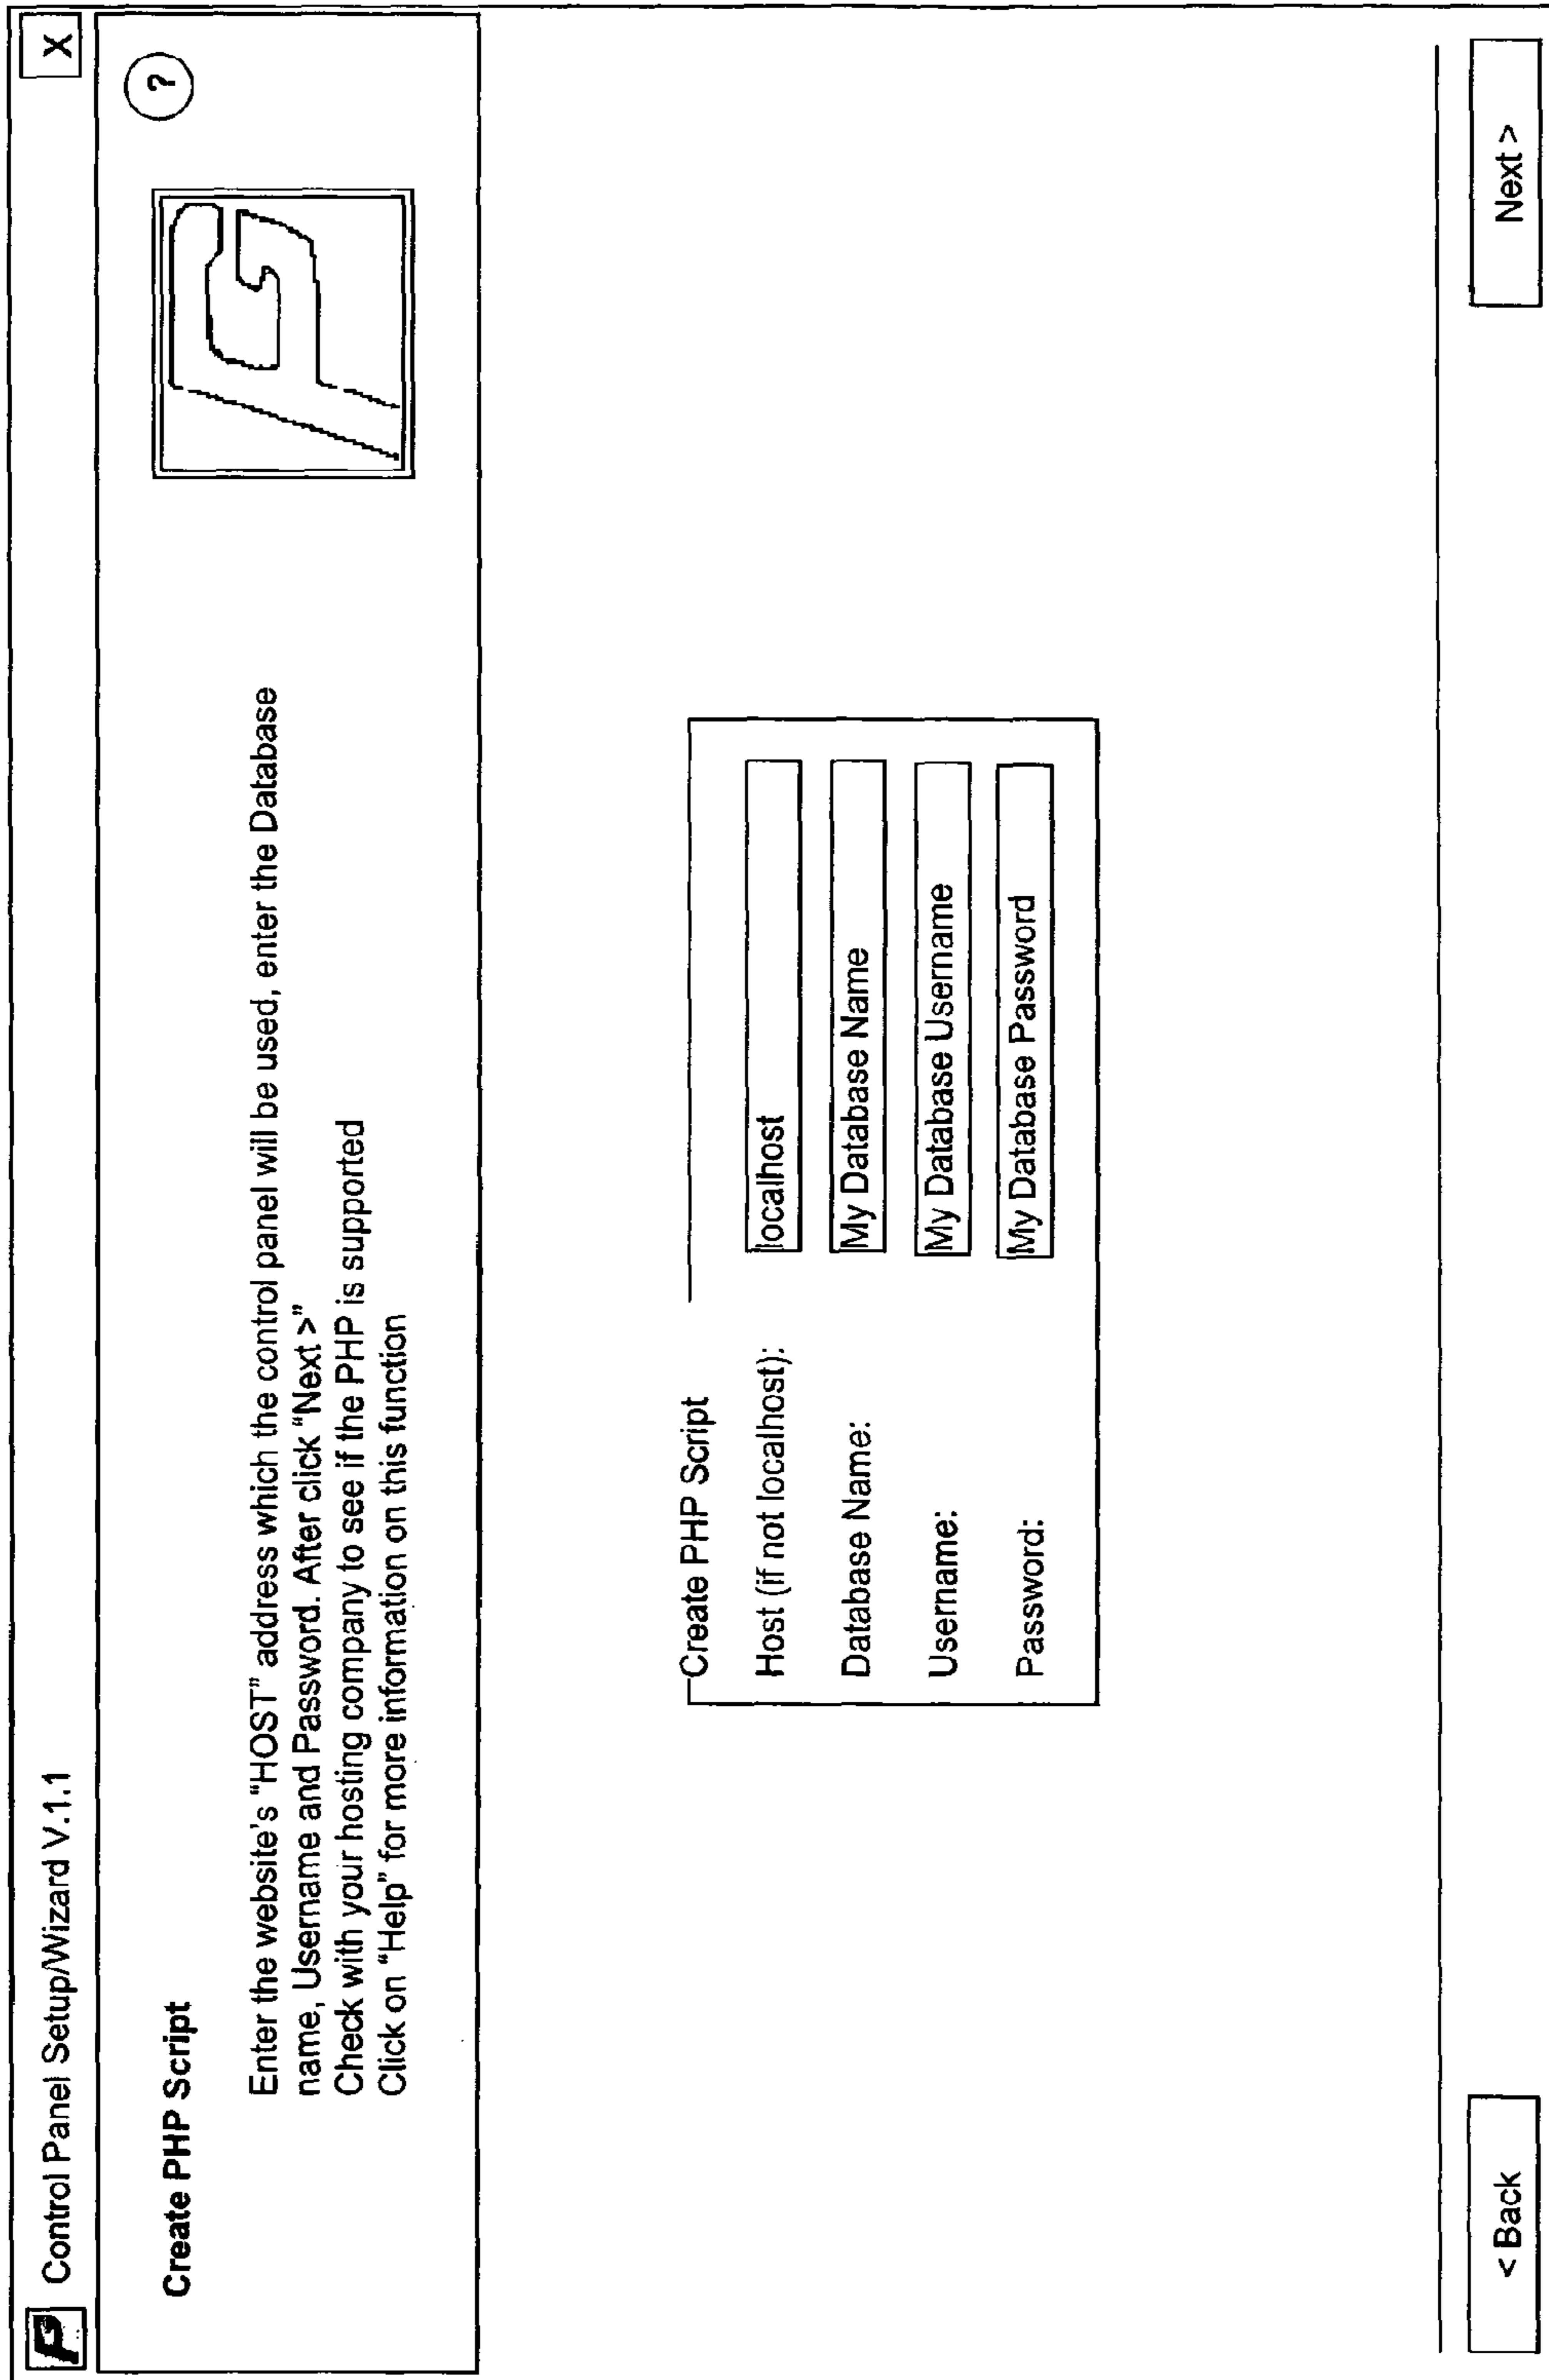 Control Panel Setup/Wizard V.1.1
X
Create PHP Script
?
Enter the website's "HOST" address which the control panel will be used, enter the Database
name, Username and Password. After click "Next >"
Check with your hosting company to see if the PHP is supported
Click on "Help" for more information on this function
Create PHP Script
Host (if not localhost): localhost
Database Name: My Database Name
Username: My Database Username
Password: My Database Password
< Back Next >